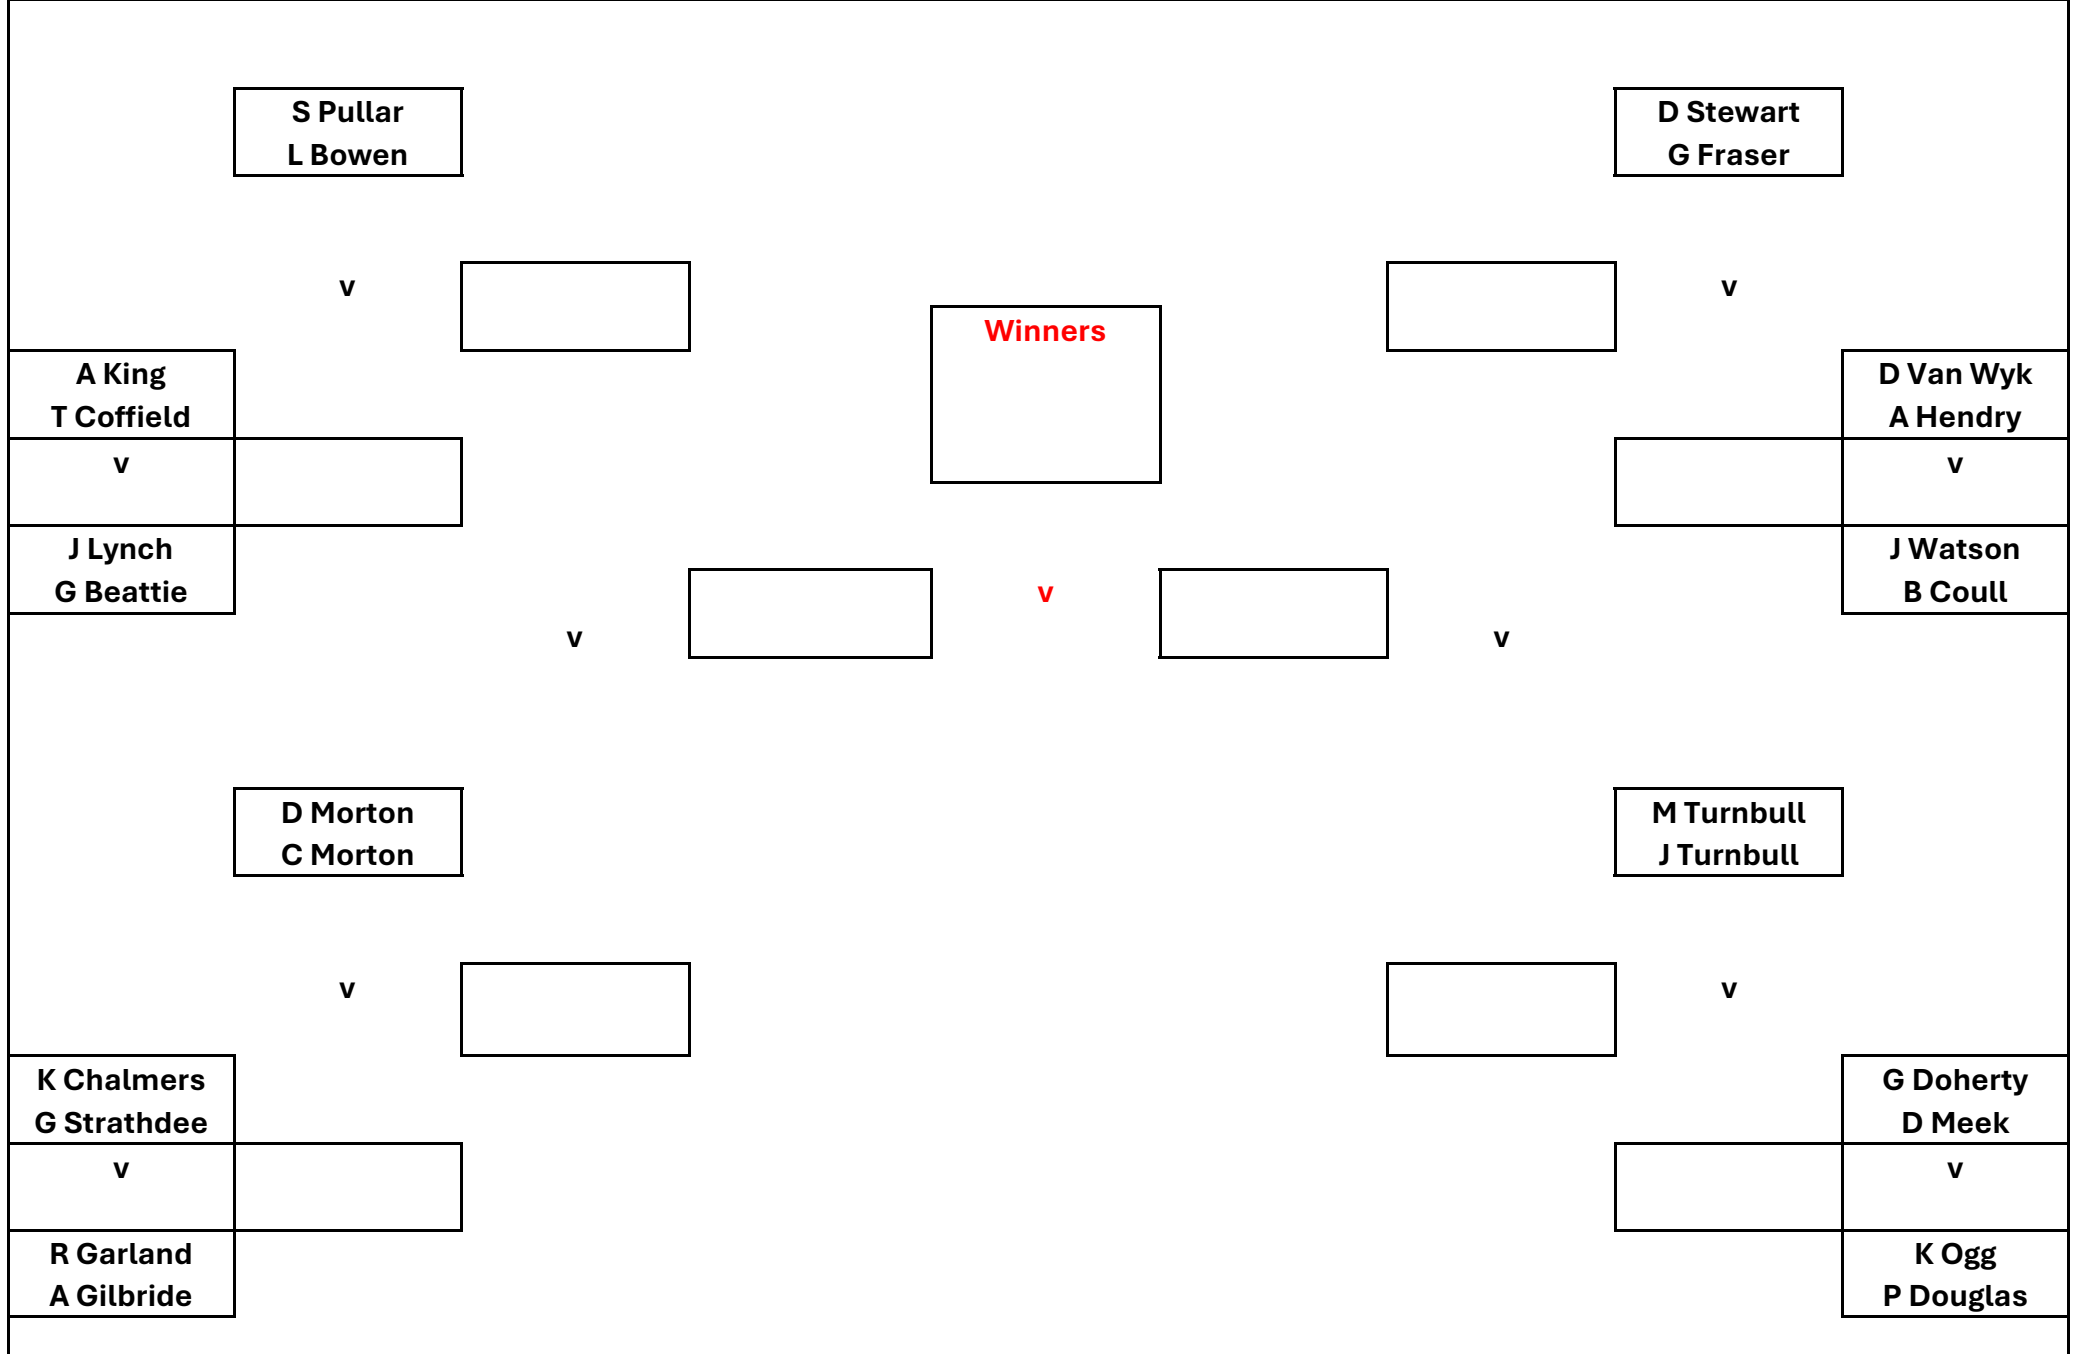 S Pullar
L Bowen
D Stewart
G Fraser
v
v
Winners
A King
T Coffield
D Van Wyk
A Hendry
v
v
J Lynch
G Beattie
J Watson
B Coull
v
v
v
D Morton
C Morton
M Turnbull
J Turnbull
v
v
K Chalmers
G Strathdee
G Doherty
D Meek
v
v
R Garland
A Gilbride
K Ogg
P Douglas